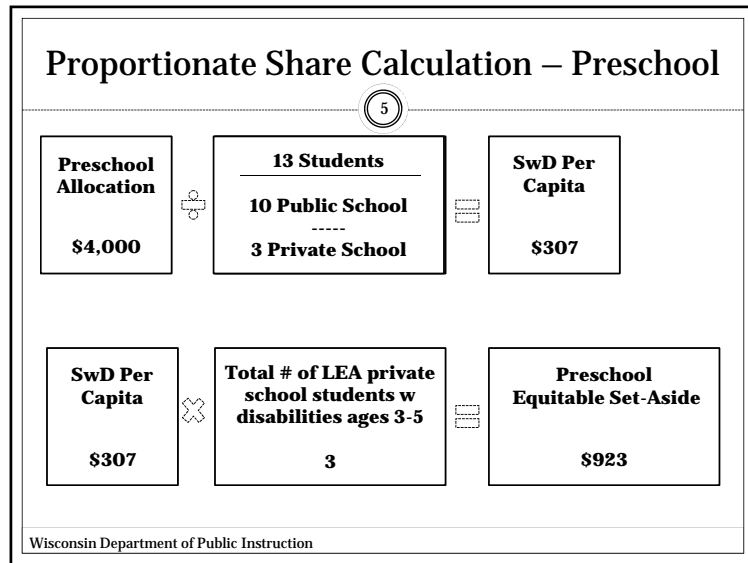 Proportionate Share Calculation – Preschool
5
Preschool
Allocation
$4,000
÷
13 Students
10 Public School
-----
3 Private School
=
SwD Per
Capita
$307
SwD Per
Capita
$307
×
Total # of LEA private
school students w
disabilities ages 3-5
3
=
Preschool
Equitable Set-Aside
$923
Wisconsin Department of Public Instruction